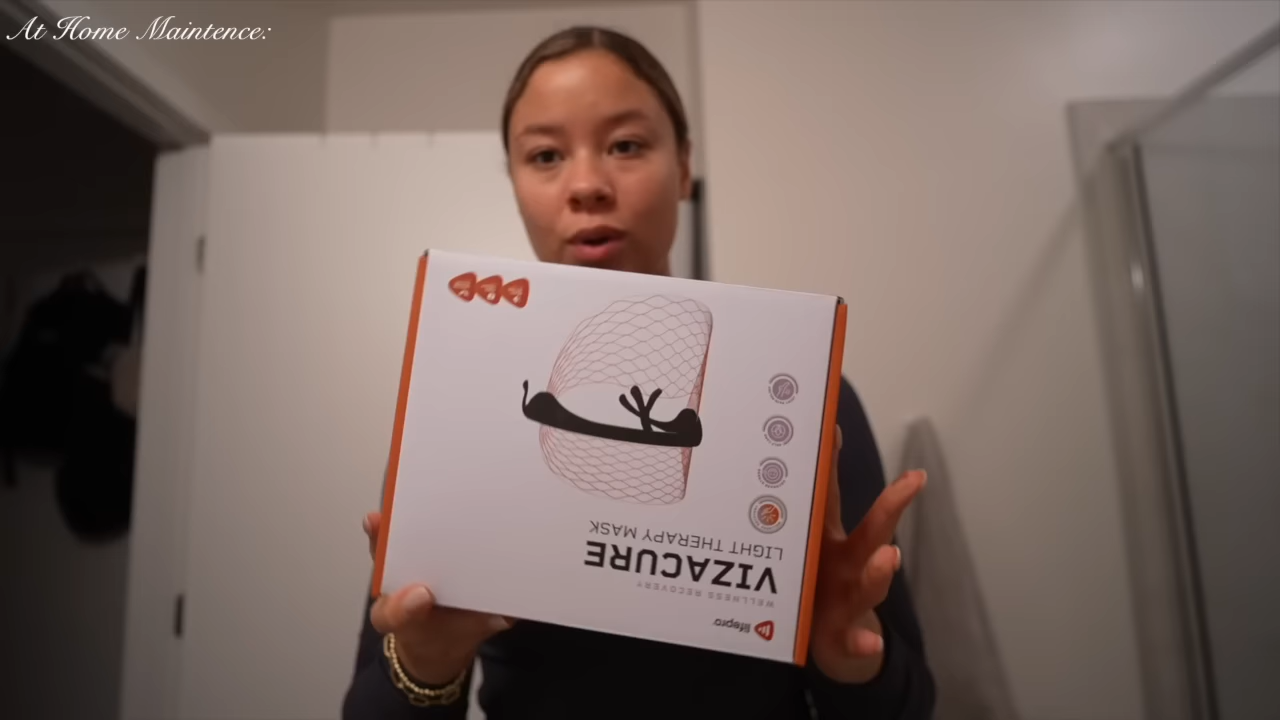 At Home Maintence:
lifepro
WELLNESS RECOVERY
VIZACURE
LIGHT THERAPY MASK